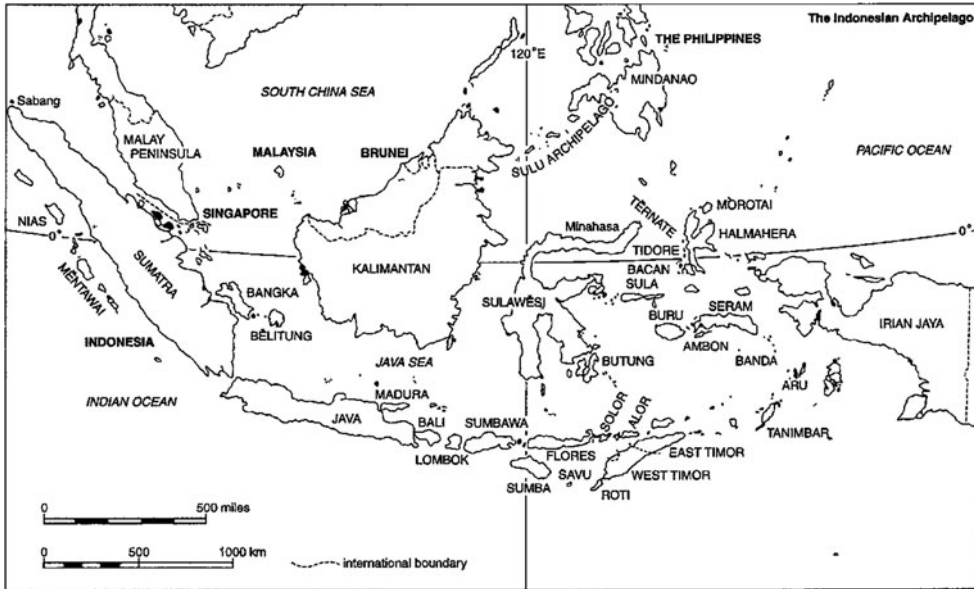 The Indonesian Archipelago
THE PHILIPPINES
120°E
MINDANAO
Sabang
SOUTH CHINA SEA
MALAY
PENINSULA
MALAYSIA
BRUNEI
SULU ARCHIPELAGO
PACIFIC OCEAN
NIAS
SINGAPORE
TERNATE
MOROTAI
Minahasa
HALMAHERA
0°
0°
TIDORE
SUMATRA
KALIMANTAN
BACAN
MENTAWAI
BANGKA
SULAWESI
SULA
SERAM
BURU
IRIAN JAYA
BELITUNG
INDONESIA
AMBON
JAVA SEA
BUTUNG
BANDA
ARU
INDIAN OCEAN
MADURA
JAVA
BALI
SUMBAWA
SOLOR
ALOR
TANIMBAR
LOMBOK
FLORES
EAST TIMOR
SAVU
WEST TIMOR
SUMBA
ROTI
0 500 miles
0 500 1000 km
international boundary